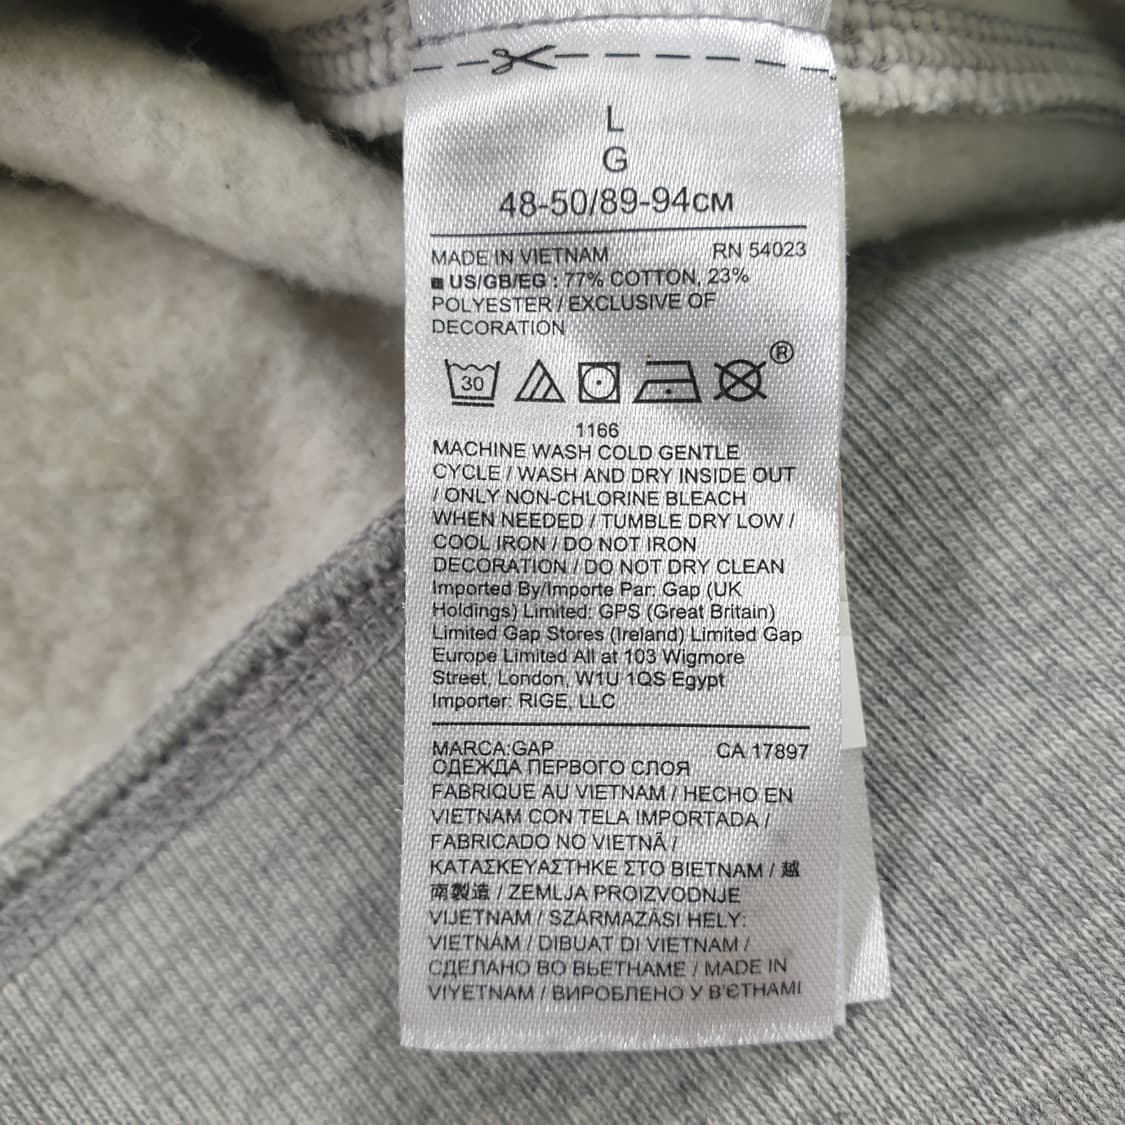 L
G
48-50/89-94см
MADE IN VIETNAM RN 54023
US/GB/EG : 77% COTTON, 23%
POLYESTER / EXCLUSIVE OF
DECORATION
30 ®
1166
MACHINE WASH COLD GENTLE
CYCLE / WASH AND DRY INSIDE OUT
/ ONLY NON-CHLORINE BLEACH
WHEN NEEDED / TUMBLE DRY LOW /
COOL IRON / DO NOT IRON
DECORATION / DO NOT DRY CLEAN
Imported By/Importe Par: Gap (UK
Holdings) Limited: GPS (Great Britain)
Limited Gap Stores (Ireland) Limited Gap
Europe Limited All at 103 Wigmore
Street, London, W1U 1QS Egypt
Importer: RIGE, LLC
MARCA:GAP CA 17897
ОДЕЖДА ПЕРВОГО СЛОЯ
FABRIQUE AU VIETNAM / HECHO EN
VIETNAM CON TELA IMPORTADA /
FABRICADO NO VIETNÃ /
ΚΑΤΑΣΚΕΥΑΣΤΗΚΕ ΣΤΟ ΒΙΕΤΝΑΜ / 越
南製造 / ZEMLJA PROIZVODNJE
VIJETNAM / SZÁRMAZÁSI HELY:
VIETNÁM / DIBUAT DI VIETNAM /
СДЕЛАНО ВО ВЬЕТНАМЕ / MADE IN
VIYETNAM / ВИРОБЛЕНО У В'ЄТНАМІ